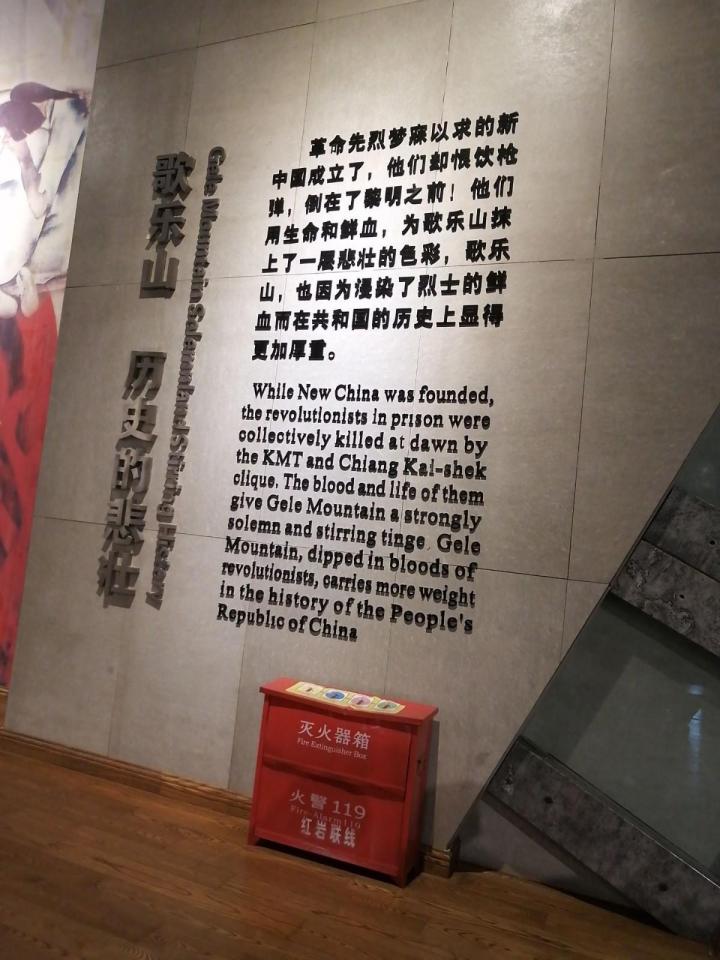 歌乐山 历史的悲壮
Gele Mountain Solemn and Stirring History
革命先烈梦寐以求的新
中国成立了，他们却恨饮枪
弹，倒在了黎明之前！他们
用生命和鲜血，为歌乐山抹
上了一层悲壮的色彩，歌乐
山，也因为浸染了烈士的鲜
血而在共和国的历史上显得
更加厚重。
While New China was founded,
the revolutionists in prison were
collectively killed at dawn by
the KMT and Chiang Kai-shek
clique. The blood and life of them
give Gele Mountain a strongly
solemn and stirring tinge. Gele
Mountain, dipped in bloods of
revolutionists, carries more weight
in the history of the People's
Republic of China
灭火器箱
Fire Extinguisher Box
火警 119
Fire Alarm 119
红岩联线